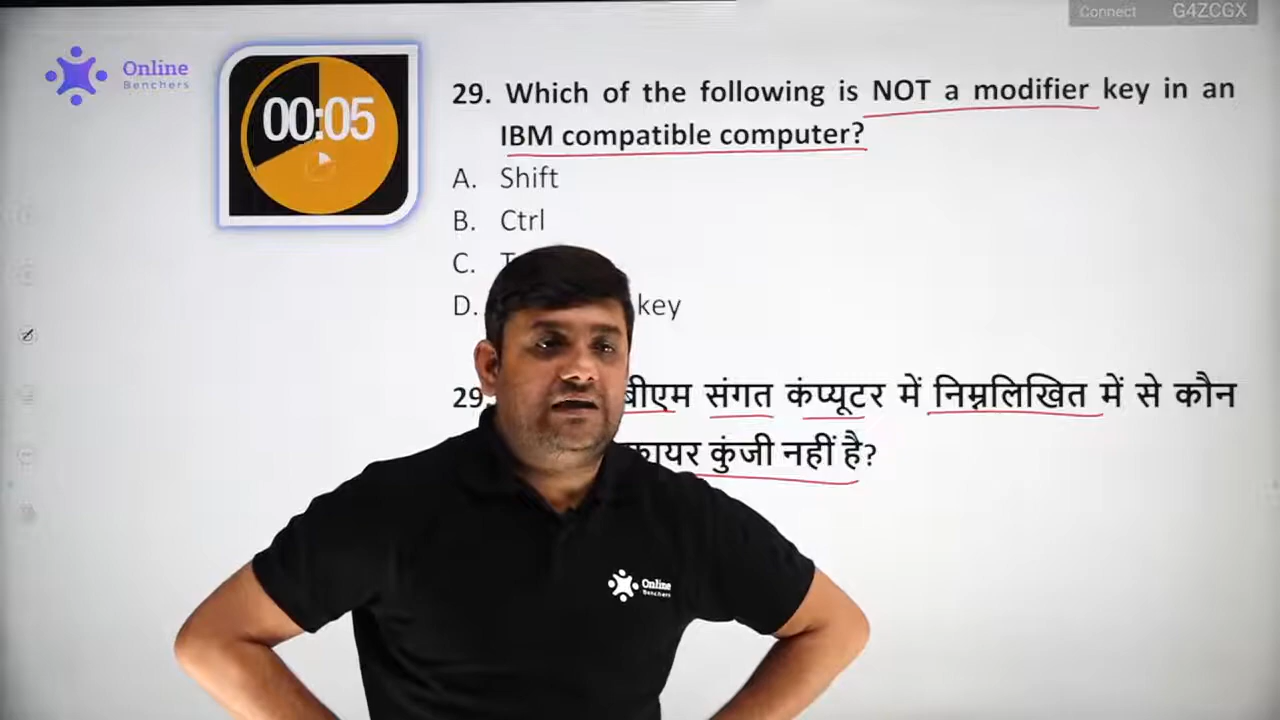 Connect G4ZCGX
Online
Benchers
00:05
29. Which of the following is NOT a modifier key in an
IBM compatible computer?
A. Shift
B. Ctrl
C.
D. key
29. संगत कंप्यूटर में निम्नलिखित में से कौन
कुंजी नहीं है?
Online
Benchers